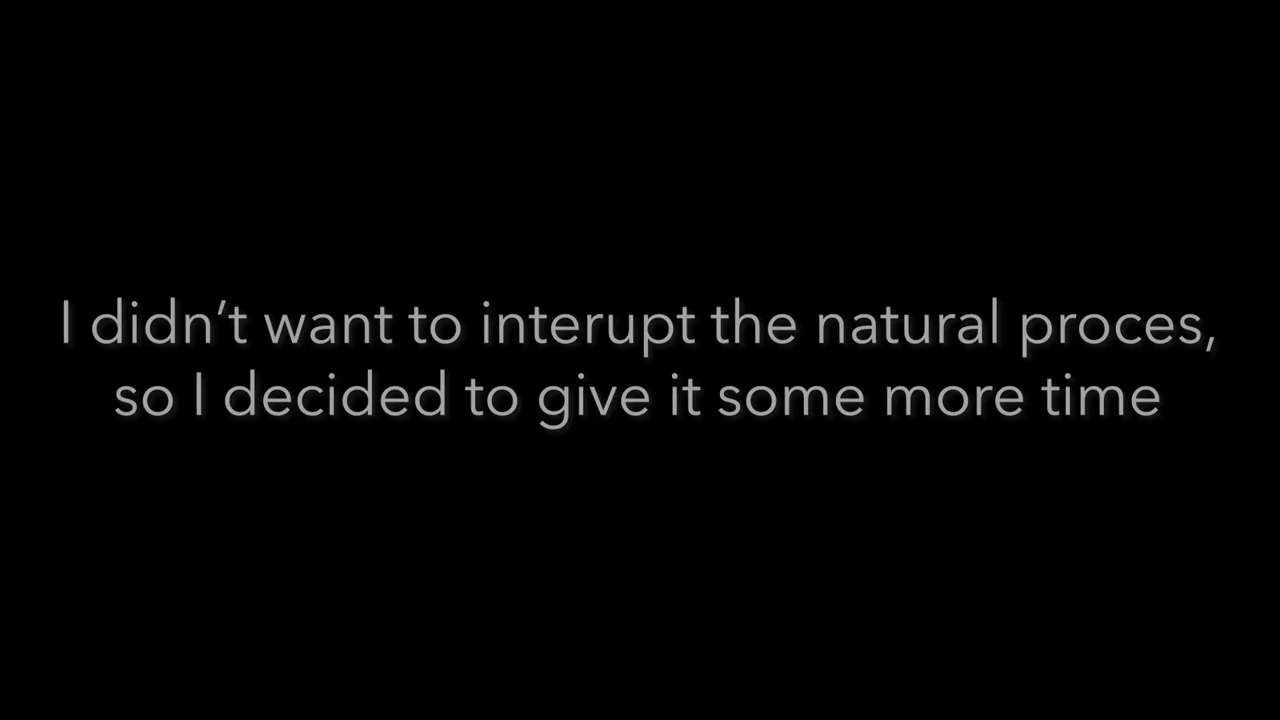 I didn’t want to interupt the natural proces,
so I decided to give it some more time